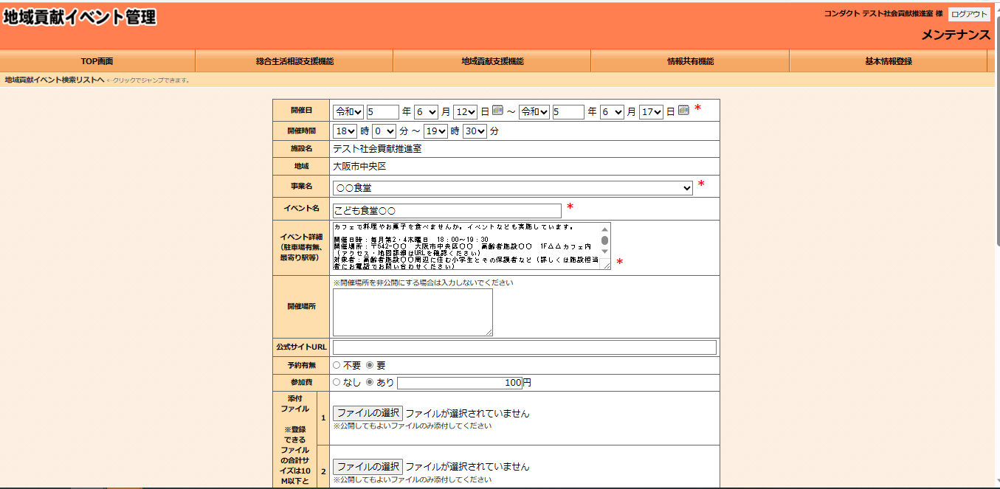 地域貢献イベント管理
コンダクト テスト社会貢献推進室 様 ログアウト
メンテナンス
TOP画面 総合生活相談支援機能 地域貢献支援機能 情報共有機能 基本情報登録
地域貢献イベント検索リストへ ←クリックでジャンプできます。
開催日 令和 5 年 6 月 12 日 ～ 令和 5 年 6 月 17 日 *
開催時間 18 時 0 分 ～ 19 時 30 分
施設名 テスト社会貢献推進室
地域 大阪市中央区
事業名 〇〇食堂 *
イベント名 こども食堂〇〇 *
イベント詳細
（駐車場有無、
最寄り駅等）
カフェで料理やお菓子を食べませんか。イベントなども実施しています。
開催日時：毎月第2・4木曜日　18：00～19：30
開催場所：〒542-〇〇　大阪市中央区〇〇　高齢者施設〇〇　1F△△カフェ内
（アクセス・地図詳細はURLを確認ください）
対象者：高齢者施設〇〇周辺に住む小学生とその保護者など（詳しくは施設担当
者にお電話でお問い合わせください） *
開催場所
※開催場所を非公開にする場合は入力しないでください
公式サイトURL
予約有無 不要 要
参加費 なし あり 100円
添付
ファイル
※登録
できる
ファイル
の合計サ
イズは10
M以下と
1 ファイルの選択 ファイルが選択されていません
※公開してもよいファイルのみ添付してください
2 ファイルの選択 ファイルが選択されていません
※公開してもよいファイルのみ添付してください